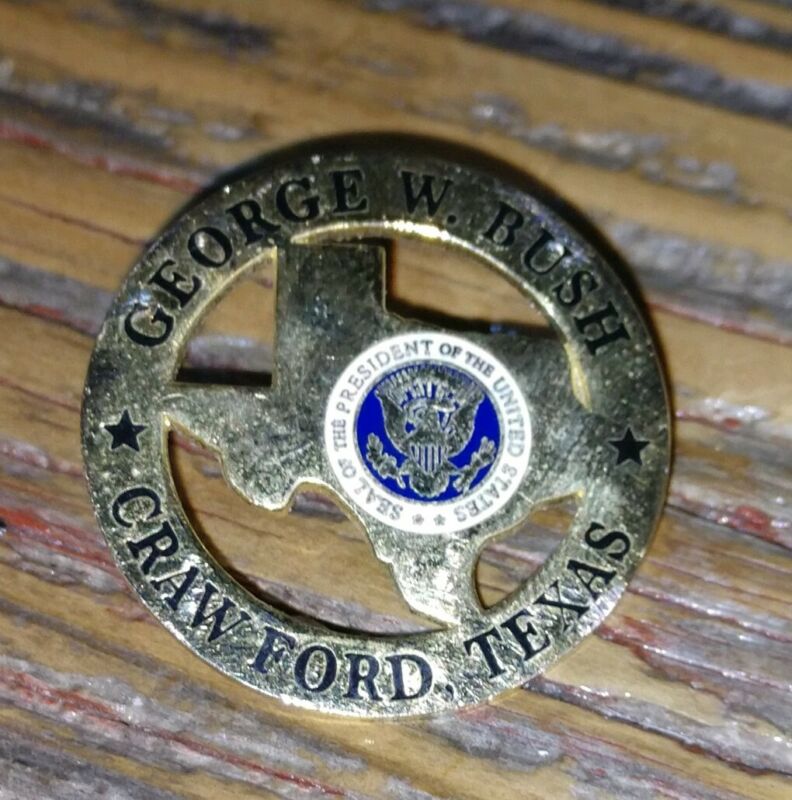 GEORGE W. BUSH
SEAL OF THE PRESIDENT OF THE UNITED STATES
CRAWFORD, TEXAS